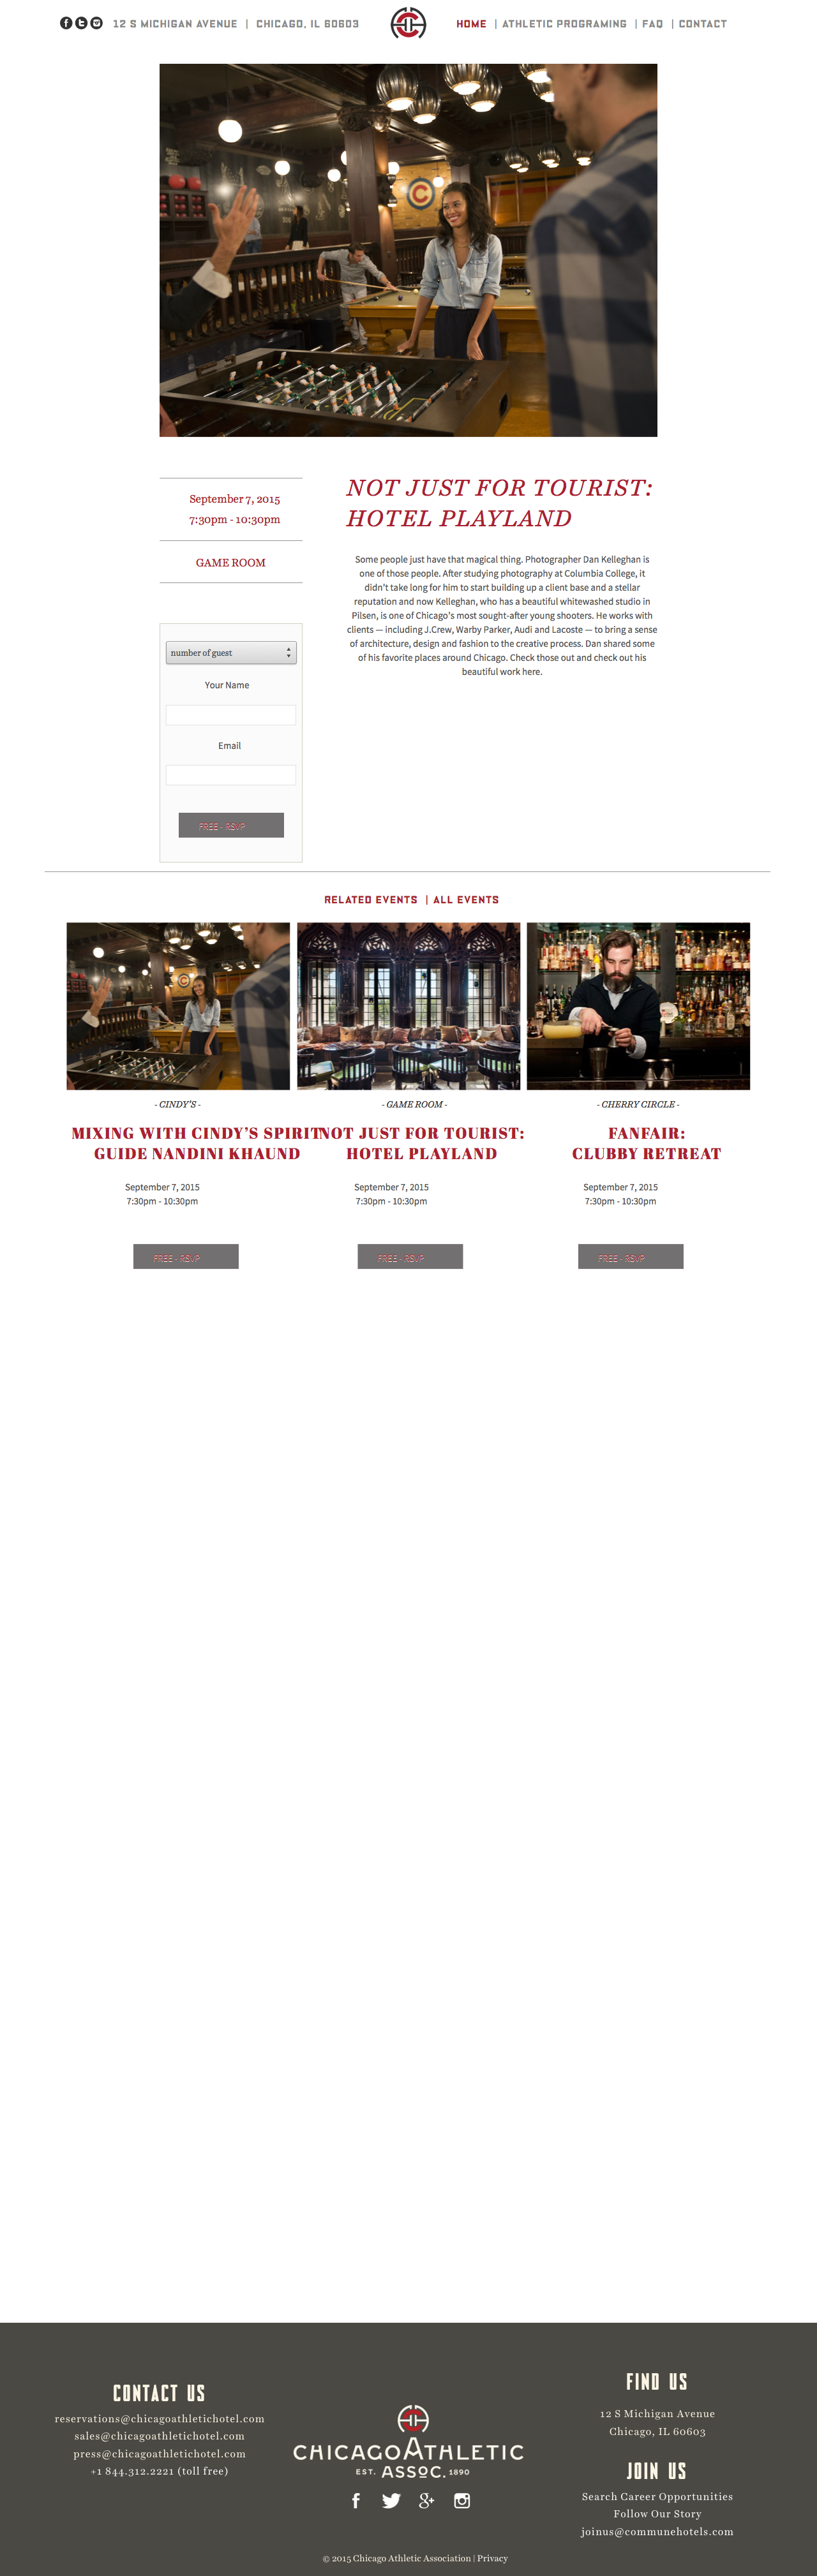 12 S MICHIGAN AVENUE | CHICAGO, IL 60603
HOME | ATHLETIC PROGRAMING | FAQ | CONTACT
September 7, 2015
7:30pm - 10:30pm
GAME ROOM
NOT JUST FOR TOURIST:
HOTEL PLAYLAND
Some people just have that magical thing. Photographer Dan Kelleghan is
one of those people. After studying photography at Columbia College, it
didn't take long for him to start building up a client base and a stellar
reputation and now Kelleghan, who has a beautiful whitewashed studio in
Pilsen, is one of Chicago's most sought-after young shooters. He works with
clients — including J.Crew, Warby Parker, Audi and Lacoste — to bring a sense
of architecture, design and fashion to the creative process. Dan shared some
of his favorite places around Chicago. Check those out and check out his
beautiful work here.
number of guest
Your Name
Email
FREE - RSVP
RELATED EVENTS | ALL EVENTS
- CINDY'S -
MIXING WITH CINDY'S SPIRIT
GUIDE NANDINI KHAUND
September 7, 2015
7:30pm - 10:30pm
FREE - RSVP
- GAME ROOM -
NOT JUST FOR TOURIST:
HOTEL PLAYLAND
September 7, 2015
7:30pm - 10:30pm
FREE - RSVP
- CHERRY CIRCLE -
FANFAIR:
CLUBBY RETREAT
September 7, 2015
7:30pm - 10:30pm
FREE - RSVP
CONTACT US
reservations@chicagoathletichotel.com
sales@chicagoathletichotel.com
press@chicagoathletichotel.com
+1 844.312.2221 (toll free)
CHICAGO ATHLETIC
EST. ASSOC. 1890
© 2015 Chicago Athletic Association | Privacy
FIND US
12 S Michigan Avenue
Chicago, IL 60603
JOIN US
Search Career Opportunities
Follow Our Story
joinus@communehotels.com